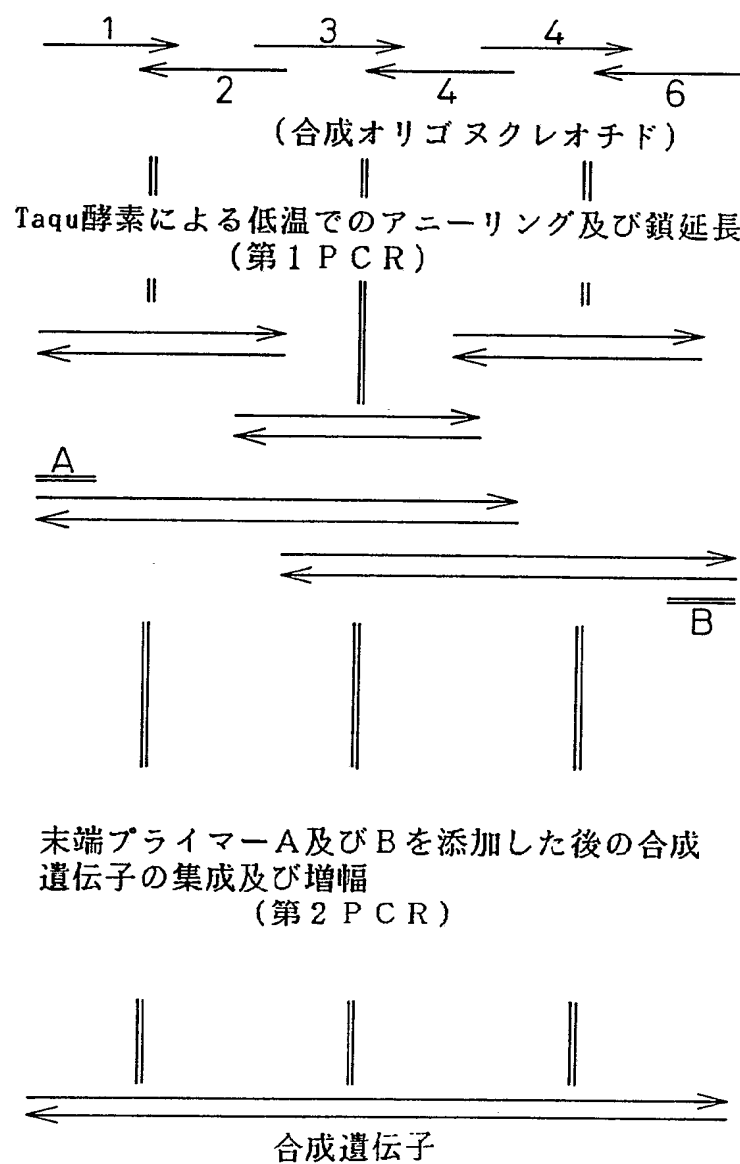 1 3 4
2 4 6
(合成オリゴヌクレオチド)
Taqu酵素による低温でのアニーリング及び鎖延長
(第1PCR)
A
B
末端プライマーA及びBを添加した後の合成
遺伝子の集成及び増幅
(第2PCR)
合成遺伝子